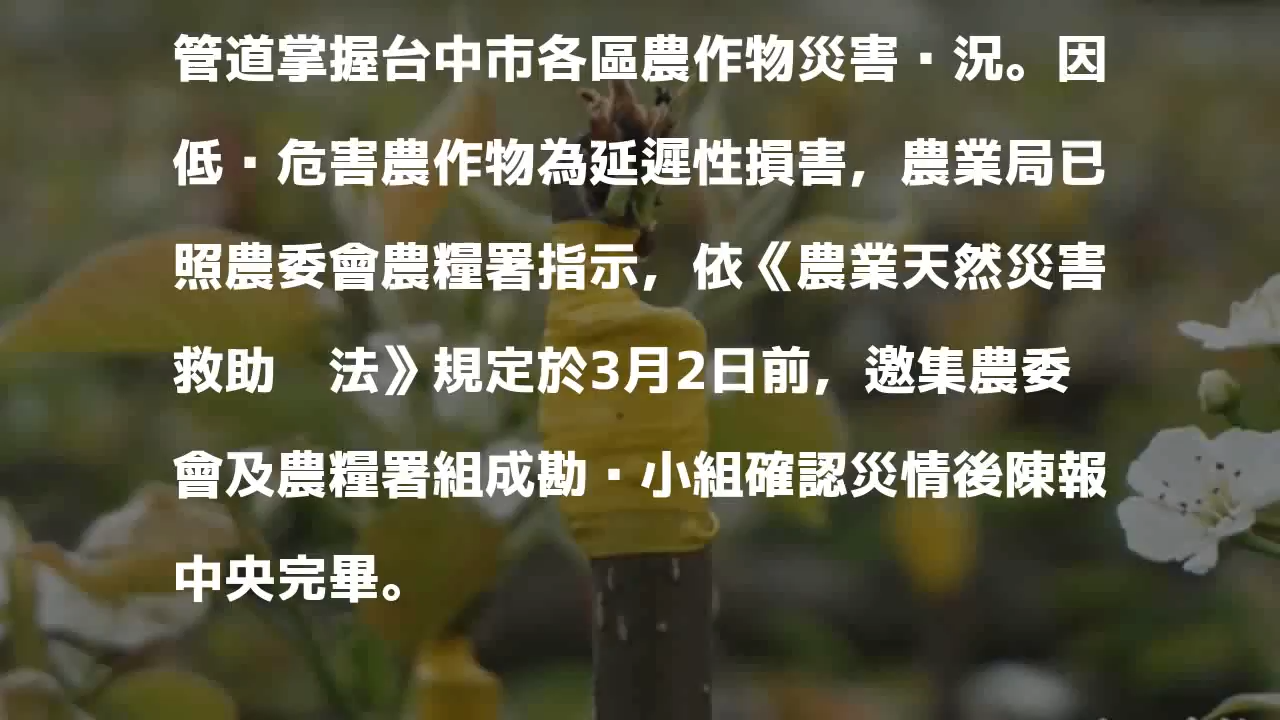 管道掌握台中市各區農作物災害·況。因
低·危害農作物為延遲性損害，農業局已
照農委會農糧署指示，依《農業天然災害
救助　法》規定於3月2日前，邀集農委
會及農糧署組成勘·小組確認災情後陳報
中央完畢。